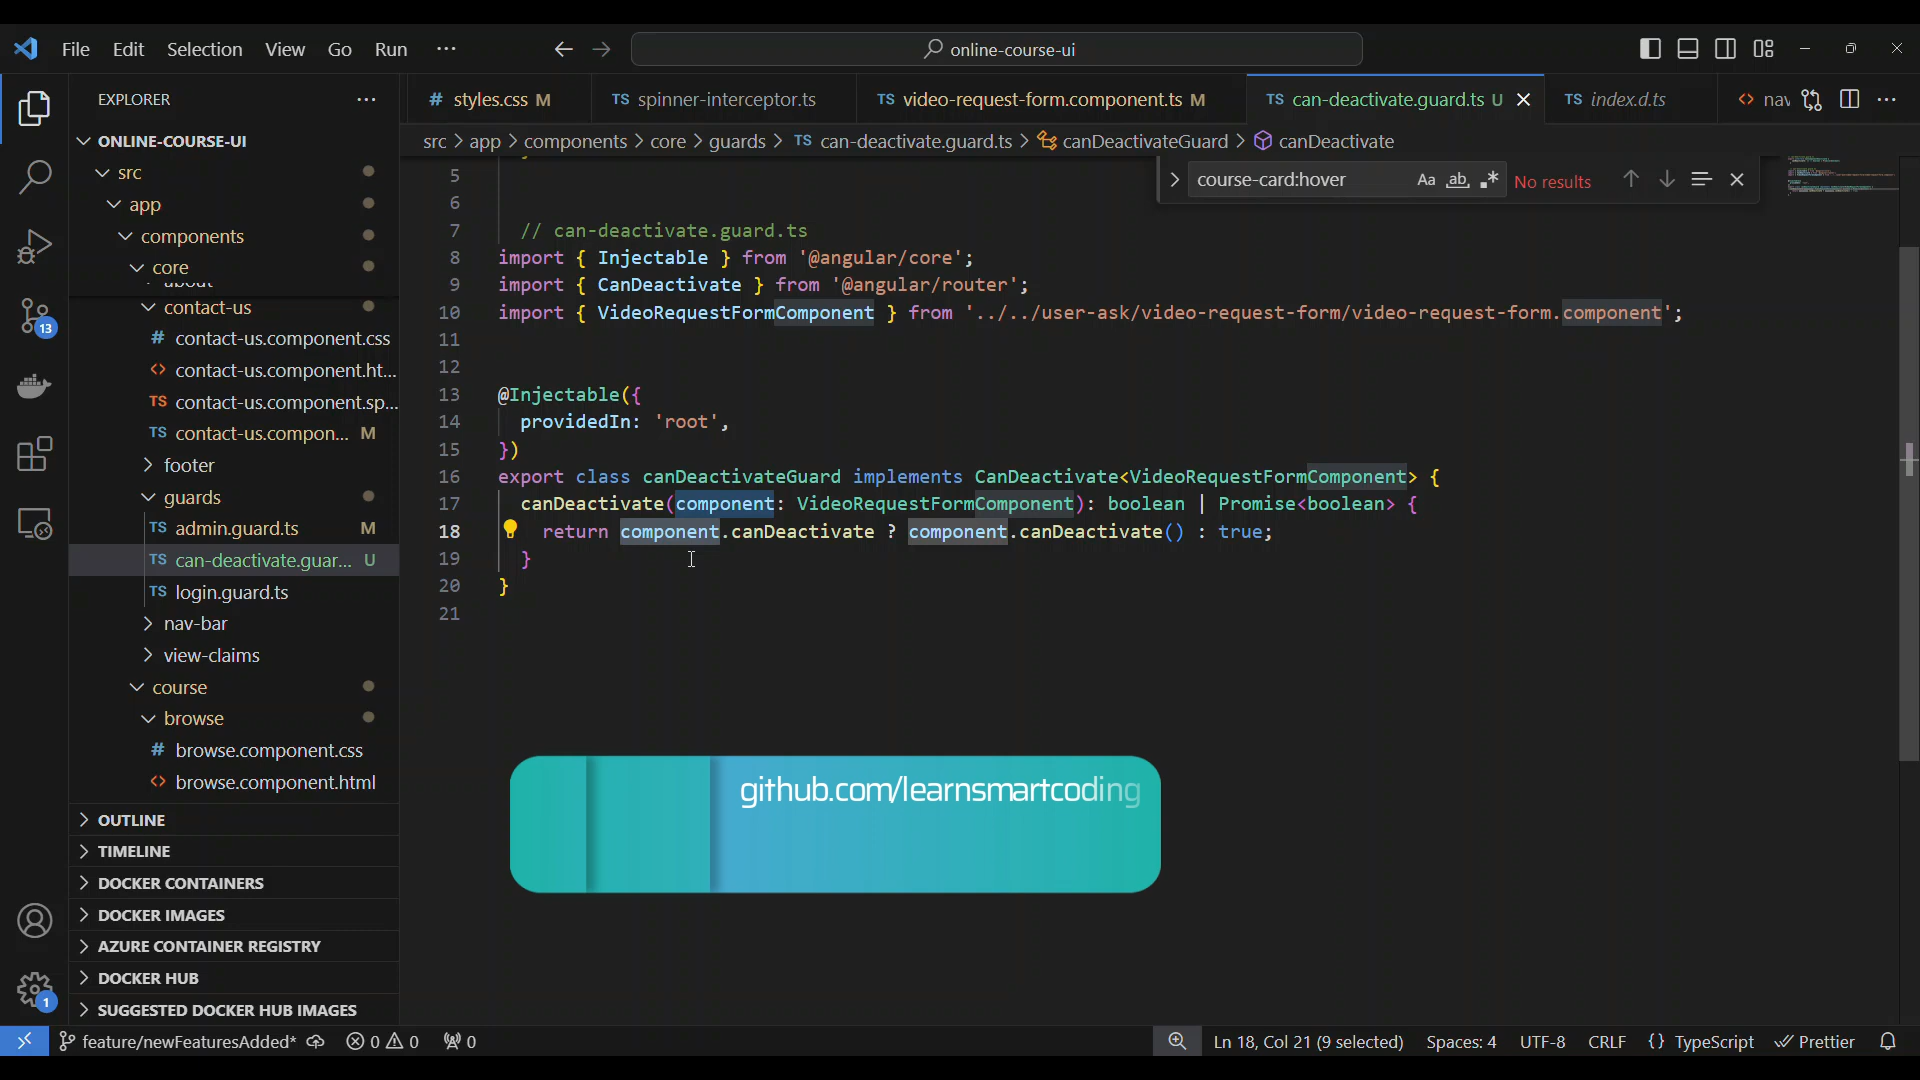 File Edit Selection View Go Run ··· online-course-ui
EXPLORER ···
ONLINE-COURSE-UI
src
app
components
core
contact-us
# contact-us.component.css
<> contact-us.component.ht...
TS contact-us.component.sp...
TS contact-us.compon... M
footer
guards
TS admin.guard.ts M
TS can-deactivate.guar... U
TS login.guard.ts
nav-bar
view-claims
course
browse
# browse.component.css
<> browse.component.html
OUTLINE
TIMELINE
DOCKER CONTAINERS
DOCKER IMAGES
AZURE CONTAINER REGISTRY
DOCKER HUB
SUGGESTED DOCKER HUB IMAGES
13
1
# styles.css M TS spinner-interceptor.ts TS video-request-form.component.ts M TS can-deactivate.guard.ts U TS index.d.ts <> nav ···
src > app > components > core > guards > TS can-deactivate.guard.ts > canDeactivateGuard > canDeactivate
course-card:hover Aa ab .* No results
5
6
7 // can-deactivate.guard.ts
8 import { Injectable } from '@angular/core';
9 import { CanDeactivate } from '@angular/router';
10 import { VideoRequestFormComponent } from '../../user-ask/video-request-form/video-request-form.component';
11
12
13 @Injectable({
14 providedIn: 'root',
15 })
16 export class canDeactivateGuard implements CanDeactivate<VideoRequestFormComponent> {
17 canDeactivate(component: VideoRequestFormComponent): boolean | Promise<boolean> {
18 return component.canDeactivate ? component.canDeactivate() : true;
19 }
20 }
21
github.com/learnsmartcoding
feature/newFeaturesAdded* 0 0 0 Ln 18, Col 21 (9 selected) Spaces: 4 UTF-8 CRLF {} TypeScript Prettier